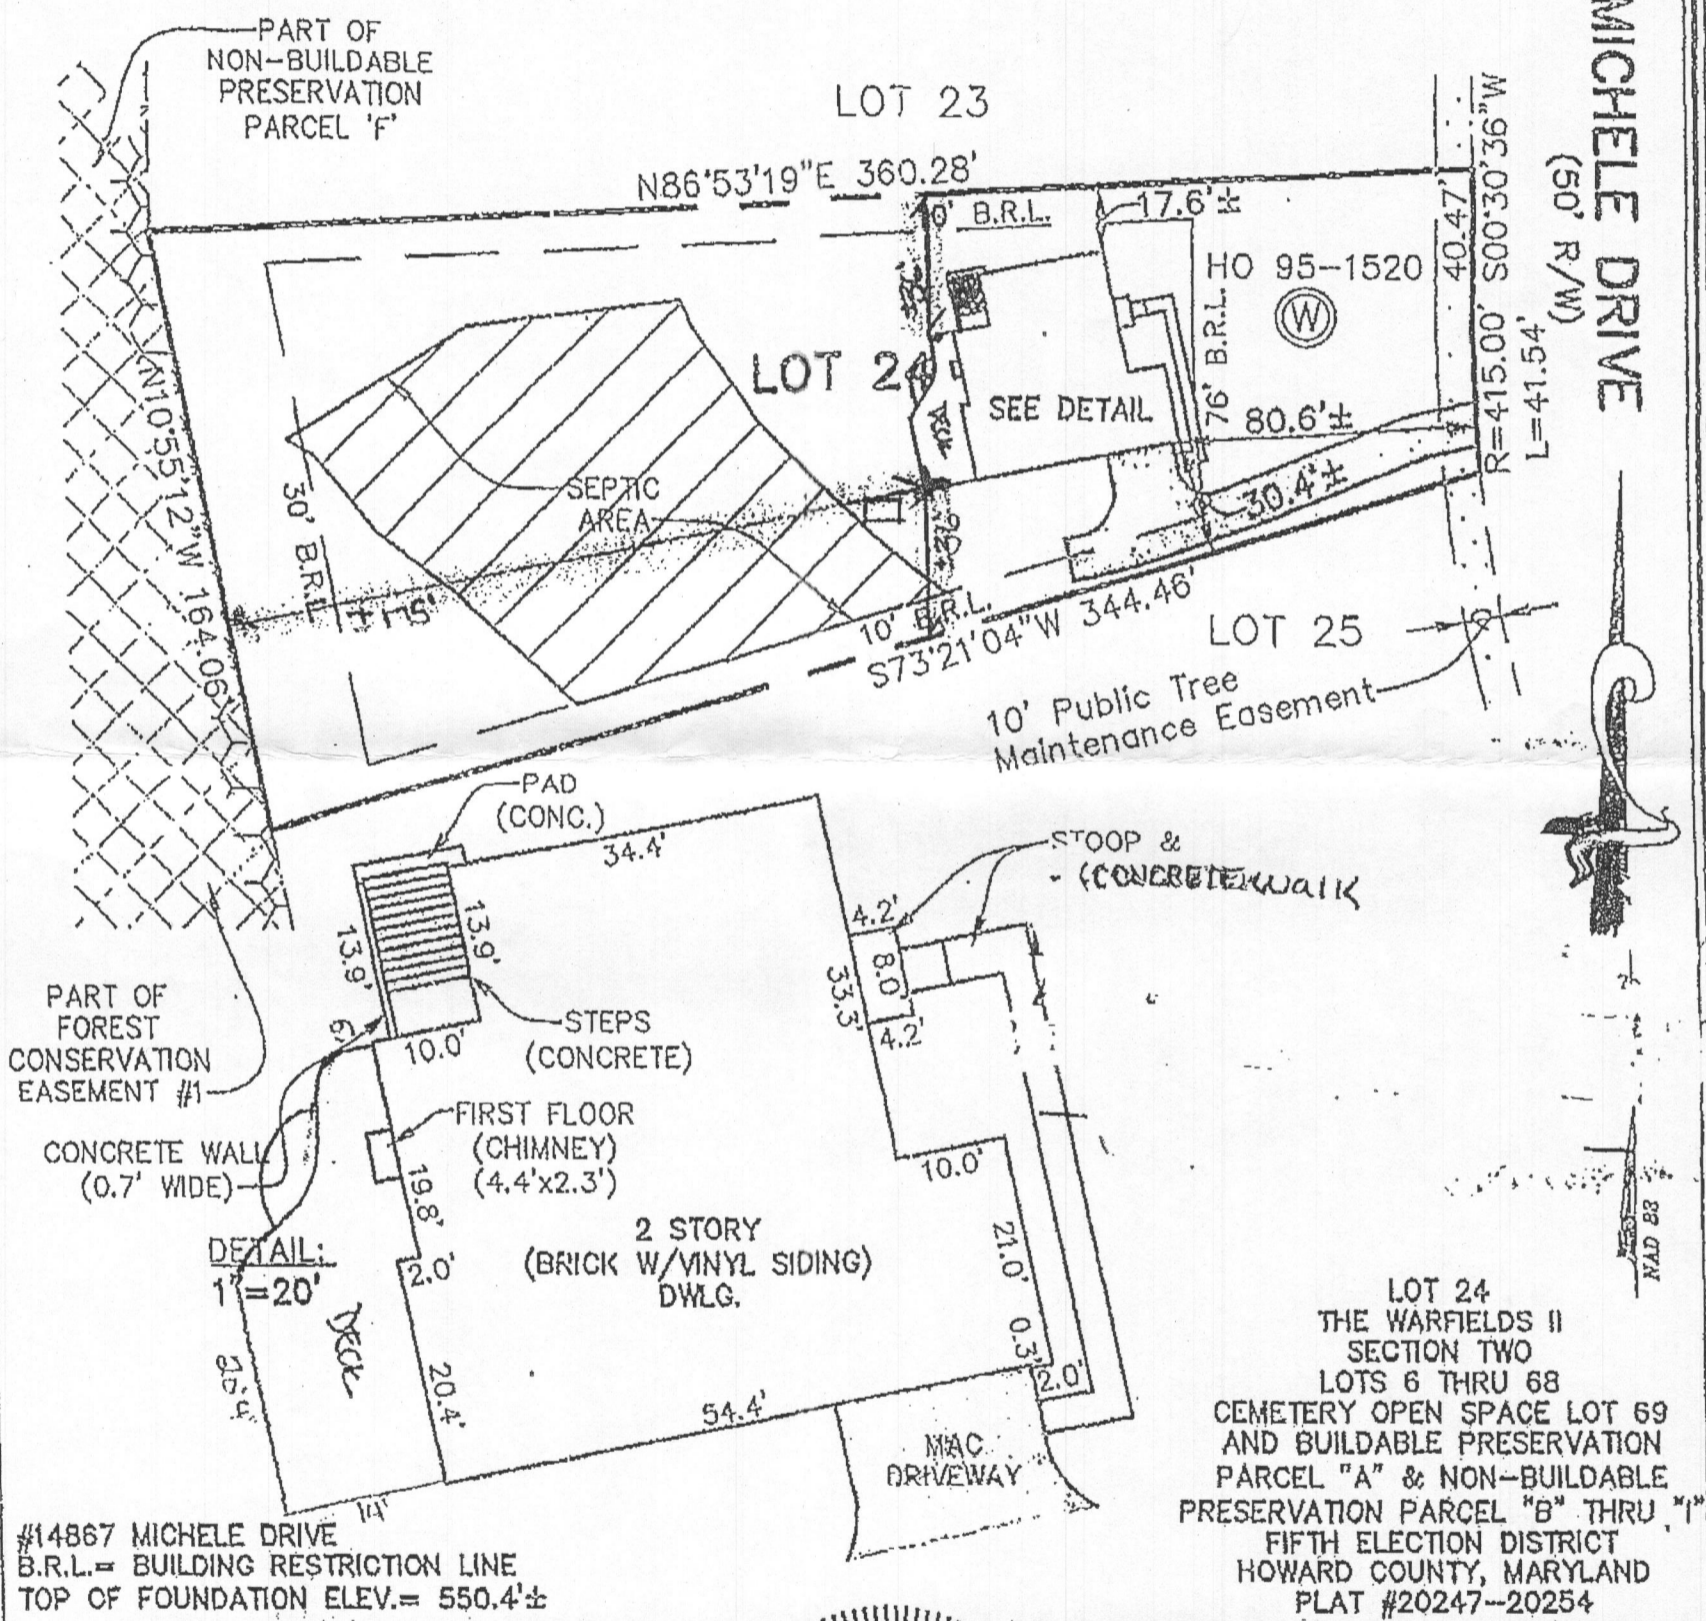 PART OF
NON-BUILDABLE
PRESERVATION
PARCEL 'F'
LOT 23
MICHELE DRIVE
(50' R/W)
N86°53'19"E 360.28'
0' B.R.L.
17.6'±
HO 95-1520
W
40.47'
S00°30'36"W
R=415.00'
L=41.54'
76' B.R.L.
LOT 24
DECK
SEE DETAIL
80.6'±
30.4'±
N10°55'12"W 164.06'
SEPTIC
AREA
30' B.R.L.
±175'
10' B.R.L.
S73°21'04"W 344.46'
LOT 25
10' Public Tree
Maintenance Easement
PAD
(CONC.)
34.4'
STOOP &
(CONCRETE) walk
13.9'
13.9'
4.2'
8.0'
4.2'
33.3'
PART OF
FOREST
CONSERVATION
EASEMENT #1
6'
10.0'
STEPS
(CONCRETE)
CONCRETE WALL
(0.7' WIDE)
FIRST FLOOR
(CHIMNEY)
(4.4'x2.3')
19.8'
10.0'
21.0'
DETAIL:
1"=20'
2.0'
2 STORY
(BRICK W/VINYL SIDING)
DWLG.
DECK
20.4'
20.4'
0.3'
2.0'
54.4'
14'
MAC
DRIVEWAY
NAD 83
LOT 24
THE WARFIELDS II
SECTION TWO
LOTS 6 THRU 68
CEMETERY OPEN SPACE LOT 69
AND BUILDABLE PRESERVATION
PARCEL "A" & NON-BUILDABLE
PRESERVATION PARCEL "B" THRU "I"
FIFTH ELECTION DISTRICT
HOWARD COUNTY, MARYLAND
PLAT #20247-20254
#14867 MICHELE DRIVE
B.R.L.= BUILDING RESTRICTION LINE
TOP OF FOUNDATION ELEV.= 550.4'±